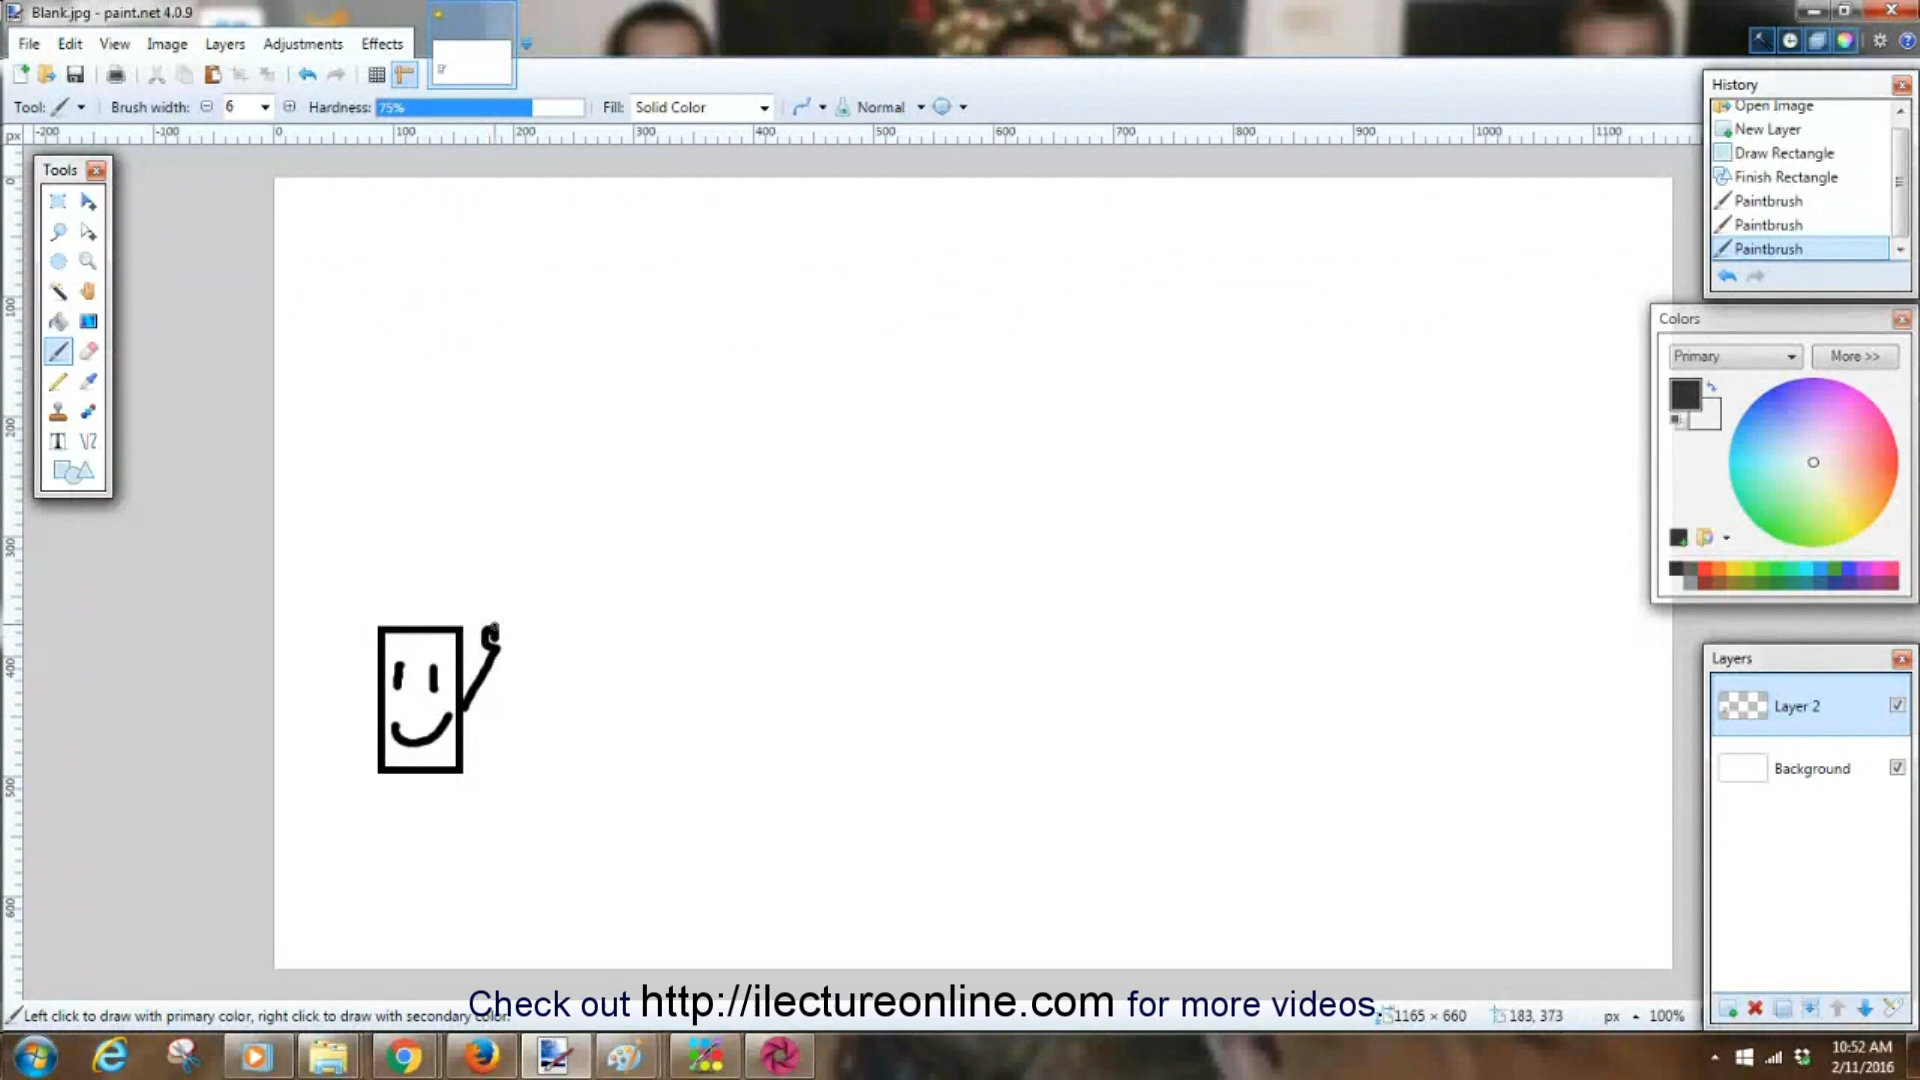 Blank.jpg - paint.net 4.0.9
File Edit View Image Layers Adjustments Effects
Tool: Brush width: 6 Hardness: 75% Fill: Solid Color Normal
px -200 -100 0 100 200 300 400 500 600 700 800 900 1000 1100
0
100
200
300
400
500
600
Tools
T
History
Open Image
New Layer
Draw Rectangle
Finish Rectangle
Paintbrush
Paintbrush
Paintbrush
Colors
Primary More >>
Layers
Layer 2
Background
Check out http://ilectureonline.com for more videos.
Left click to draw with primary color, right click to draw with secondary color. 1165 × 660 183, 373 px 100%
10:52 AM
2/11/2016